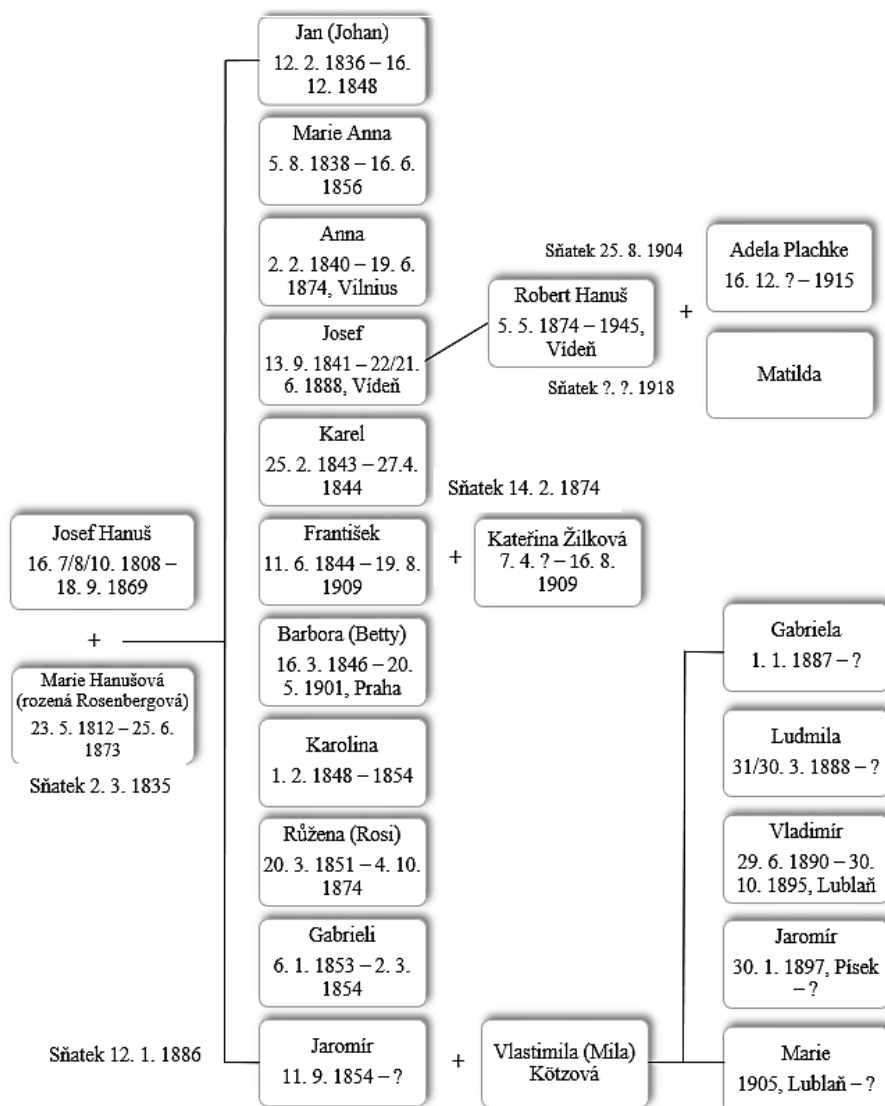 Josef Hanuš
16. 7/8/10. 1808 –
18. 9. 1869
+
Marie Hanušová
(rozená Rosenbergová)
23. 5. 1812 – 25. 6.
1873
Sňatek 2. 3. 1835
Jan (Johan)
12. 2. 1836 – 16.
12. 1848
Marie Anna
5. 8. 1838 – 16. 6.
1856
Anna
2. 2. 1840 – 19. 6.
1874, Vilnius
Josef
13. 9. 1841 – 22/21.
6. 1888, Vídeň
Robert Hanuš
5. 5. 1874 – 1945,
Vídeň
+
Sňatek 25. 8. 1904
Adela Plachke
16. 12. ? – 1915
Sňatek ?. ?. 1918
Matilda
Karel
25. 2. 1843 – 27.4.
1844
František
11. 6. 1844 – 19. 8.
1909
+
Sňatek 14. 2. 1874
Kateřina Žilková
7. 4. ? – 16. 8.
1909
Barbora (Betty)
16. 3. 1846 – 20.
5. 1901, Praha
Karolina
1. 2. 1848 – 1854
Růžena (Rosi)
20. 3. 1851 – 4. 10.
1874
Gabrieli
6. 1. 1853 – 2. 3.
1854
Sňatek 12. 1. 1886
Jaromír
11. 9. 1854 – ?
+
Vlastimila (Mila)
Kötzová
Gabriela
1. 1. 1887 – ?
Ludmila
31/30. 3. 1888 – ?
Vladimír
29. 6. 1890 – 30.
10. 1895, Lublaň
Jaromír
30. 1. 1897, Písek
– ?
Marie
1905, Lublaň – ?